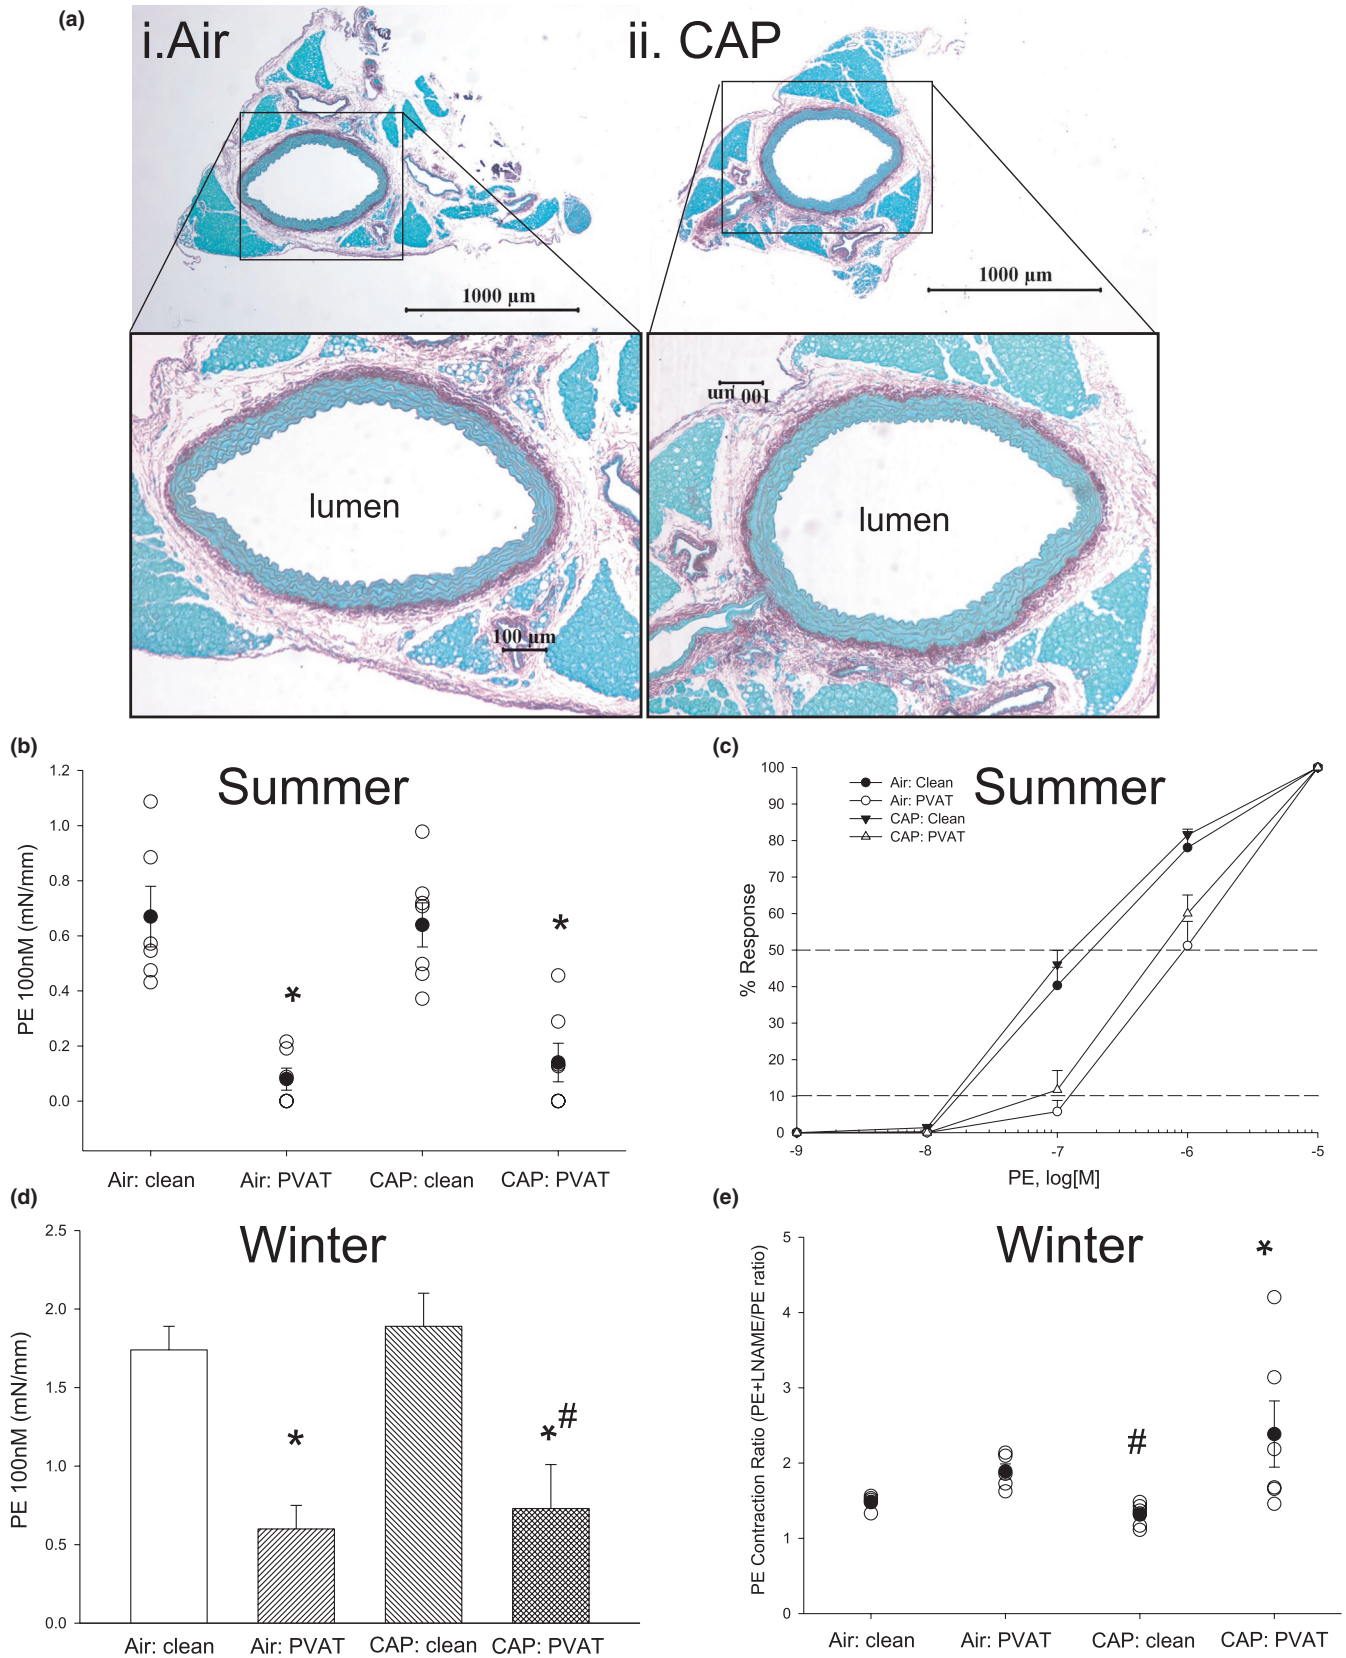 (a)
i.Air
ii. CAP
1000 µm
1000 µm
100 µm
lumen
lumen
100 µm
(b)
Summer
PE 100nM (mN/mm)
1.2
1.0
0.8
0.6
0.4
0.2
0.0
*
*
Air: clean
Air: PVAT
CAP: clean
CAP: PVAT
(c)
Summer
Air: Clean
Air: PVAT
CAP: Clean
CAP: PVAT
% Response
100
90
80
70
60
50
40
30
20
10
0
-9
-8
-7
-6
-5
PE, log[M]
(d)
Winter
PE 100nM (mN/mm)
2.5
2.0
1.5
1.0
0.5
0.0
*
*#
Air: clean
Air: PVAT
CAP: clean
CAP: PVAT
(e)
Winter
PE Contraction Ratio (PE+LNAME/PE ratio)
5
4
3
2
1
0
#
*
Air: clean
Air: PVAT
CAP: clean
CAP: PVAT